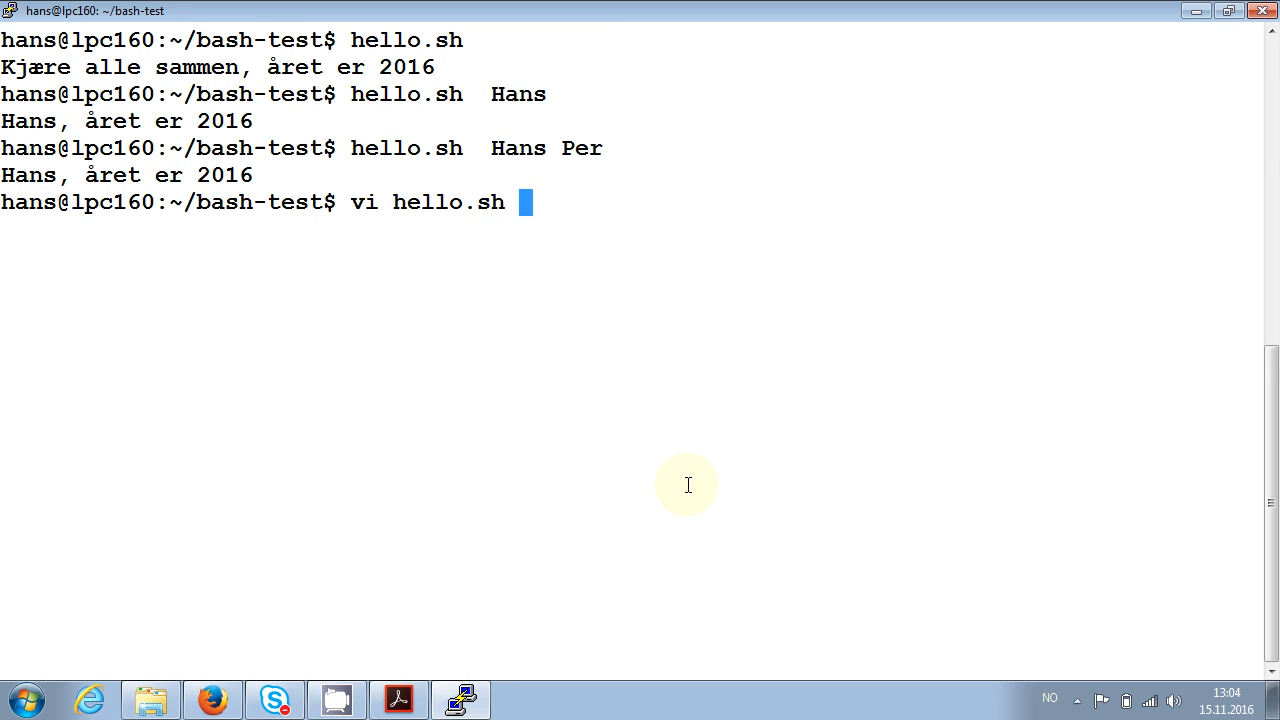 hans@lpc160: ~/bash-test
hans@lpc160:~/bash-test$ hello.sh
Kjære alle sammen, året er 2016
hans@lpc160:~/bash-test$ hello.sh  Hans
Hans, året er 2016
hans@lpc160:~/bash-test$ hello.sh  Hans Per
Hans, året er 2016
hans@lpc160:~/bash-test$ vi hello.sh
NO
13:04
15.11.2016